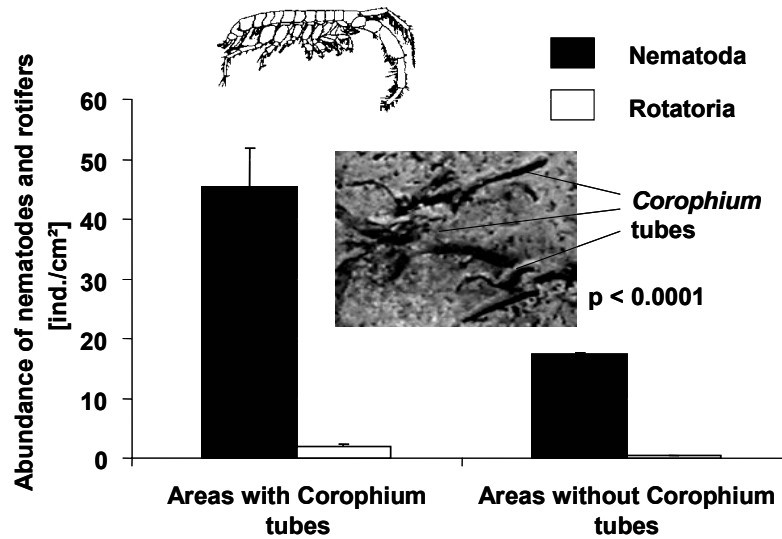 Nematoda
Rotatoria
Abundance of nematodes and rotifers
[ind./cm²]
60
50
40
30
20
10
0
Corophium
tubes
p < 0.0001
Areas with Corophium
tubes
Areas without Corophium
tubes